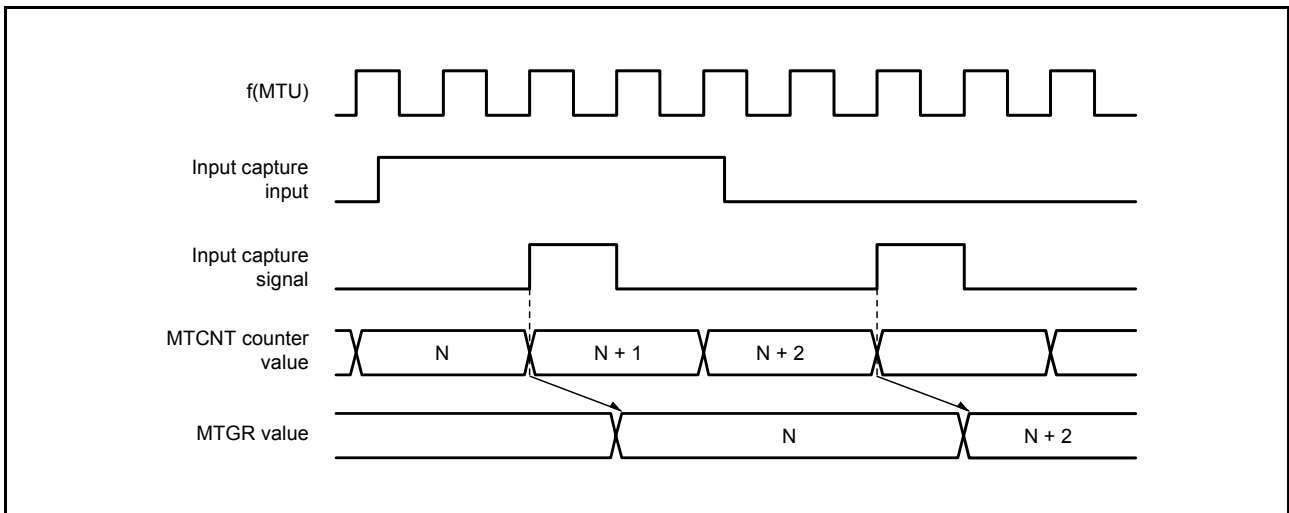 f(MTU)
Input capture
input
Input capture
signal
MTCNT counter
value
N
N + 1
N + 2
MTGR value
N
N + 2